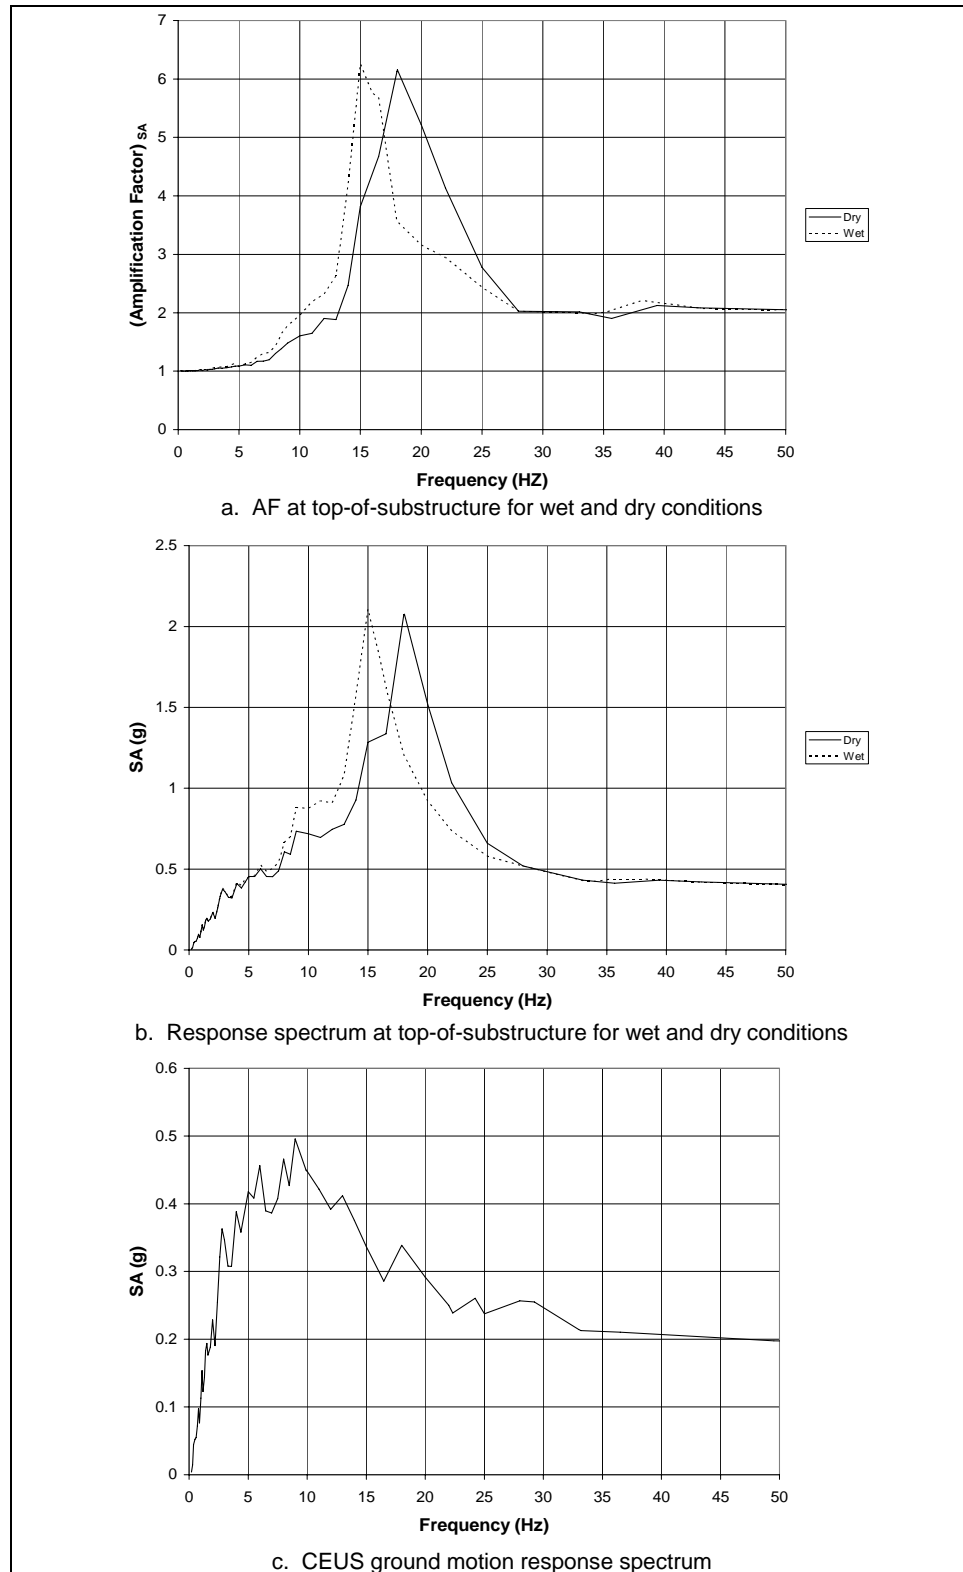 7
6
5
4
3
2
1
0
(Amplification Factor) SA
0 5 10 15 20 25 30 35 40 45 50
Frequency (HZ)
Dry
Wet
a. AF at top-of-substructure for wet and dry conditions
2.5
2
1.5
1
0.5
0
SA (g)
0 5 10 15 20 25 30 35 40 45 50
Frequency (Hz)
Dry
Wet
b. Response spectrum at top-of-substructure for wet and dry conditions
0.6
0.5
0.4
0.3
0.2
0.1
0
SA (g)
0 5 10 15 20 25 30 35 40 45 50
Frequency (Hz)
c. CEUS ground motion response spectrum